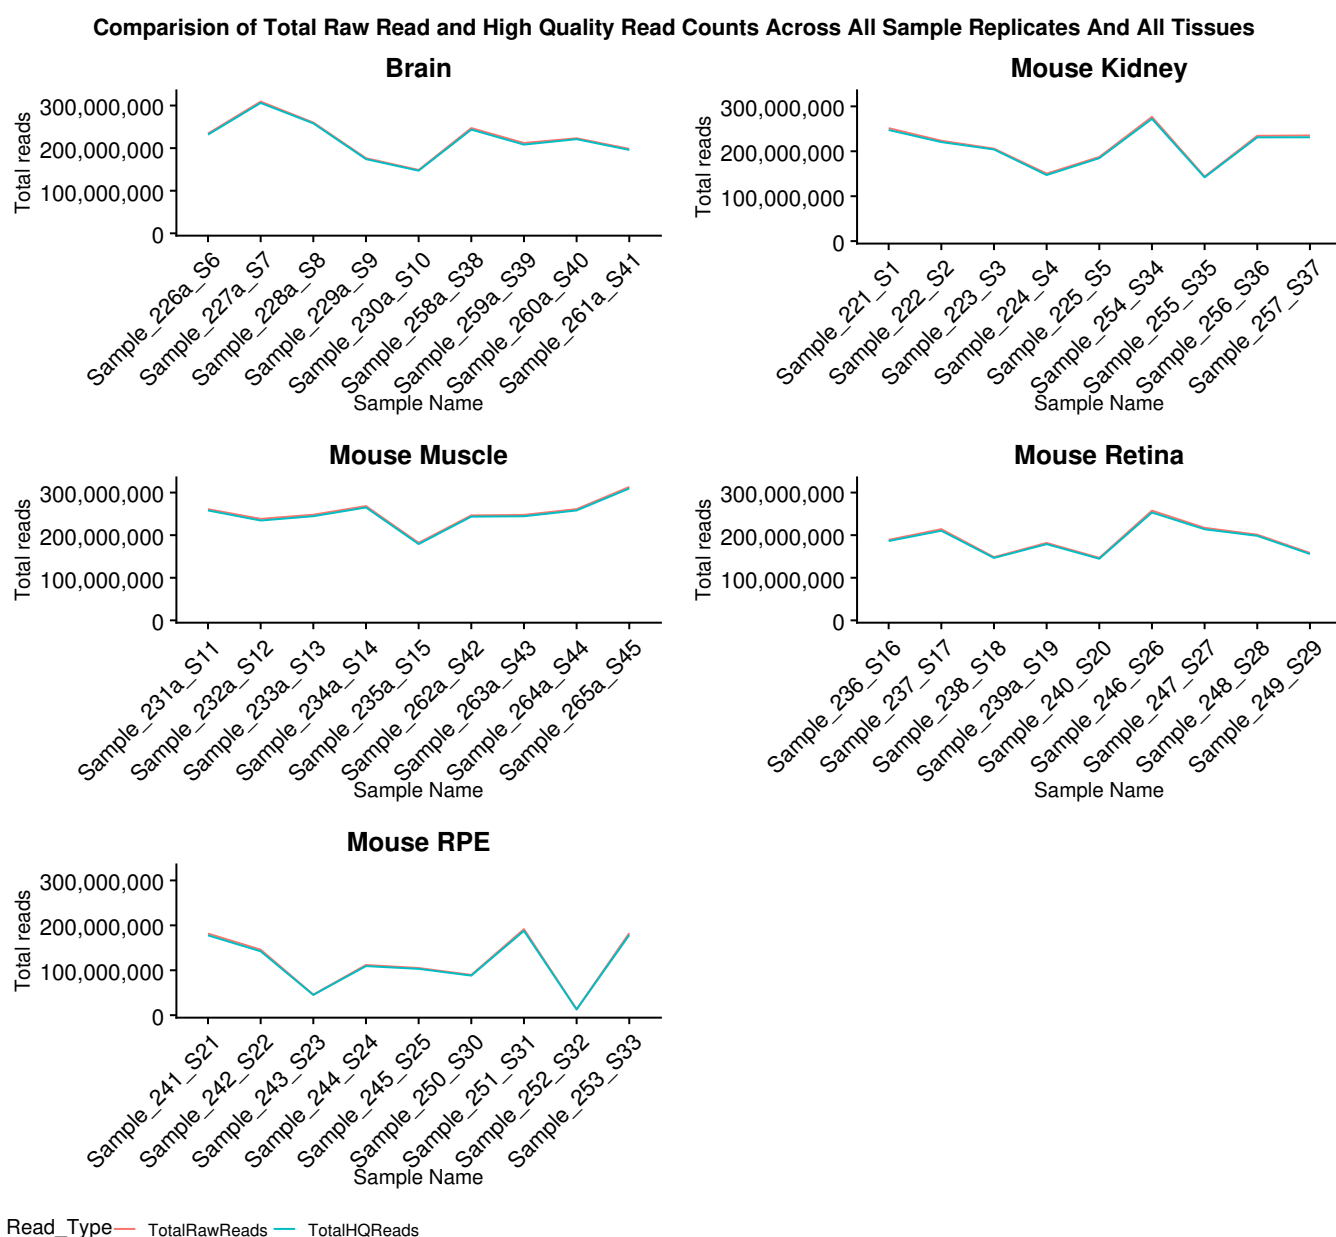 Comparision of Total Raw Read and High Quality Read Counts Across All Sample Replicates And All Tissues
Brain
Total reads
300,000,000
200,000,000
100,000,000
0
Sample_226a_S6
Sample_227a_S7
Sample_228a_S8
Sample_229a_S9
Sample_230a_S10
Sample_258a_S38
Sample_259a_S39
Sample_260a_S40
Sample_261a_S41
Sample Name
Mouse Kidney
Total reads
300,000,000
200,000,000
100,000,000
0
Sample_221_S1
Sample_222_S2
Sample_223_S3
Sample_224_S4
Sample_225_S5
Sample_254_S34
Sample_255_S35
Sample_256_S36
Sample_257_S37
Sample Name
Mouse Muscle
Total reads
300,000,000
200,000,000
100,000,000
0
Sample_231a_S11
Sample_232a_S12
Sample_233a_S13
Sample_234a_S14
Sample_235a_S15
Sample_262a_S42
Sample_263a_S43
Sample_264a_S44
Sample_265a_S45
Sample Name
Mouse Retina
Total reads
300,000,000
200,000,000
100,000,000
0
Sample_236_S16
Sample_237_S17
Sample_238_S18
Sample_239a_S19
Sample_240_S20
Sample_246_S26
Sample_247_S27
Sample_248_S28
Sample_249_S29
Sample Name
Mouse RPE
Total reads
300,000,000
200,000,000
100,000,000
0
Sample_241_S21
Sample_242_S22
Sample_243_S23
Sample_244_S24
Sample_245_S25
Sample_250_S30
Sample_251_S31
Sample_252_S32
Sample_253_S33
Sample Name
Read_Type TotalRawReads TotalHQReads